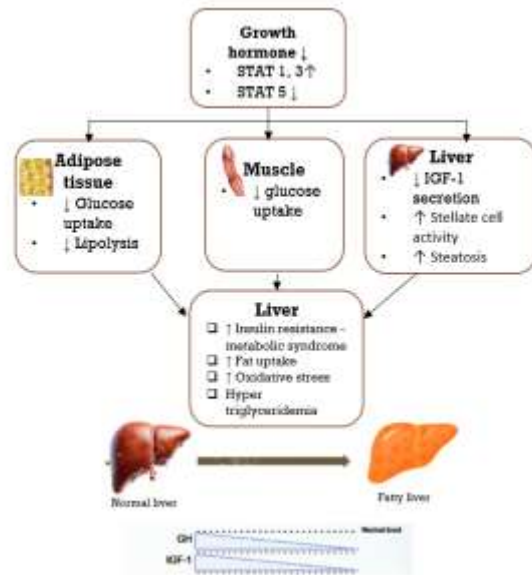 Growth
hormone ↓
• STAT 1, 3↑
• STAT 5 ↓
Adipose
tissue
• ↓ Glucose
uptake
• ↓ Lipolysis
Muscle
• ↓ glucose
uptake
Liver
• ↓ IGF-1
secretion
• ↑ Stellate cell
activity
• ↑ Steatosis
Liver
❑ ↑ Insulin resistance -
metabolic syndrome
❑ ↑ Fat uptake
❑ ↑ Oxidative stress
❑ Hyper
triglyceridemia
Normal liver
Fatty liver
Normal level
GH
IGF-1